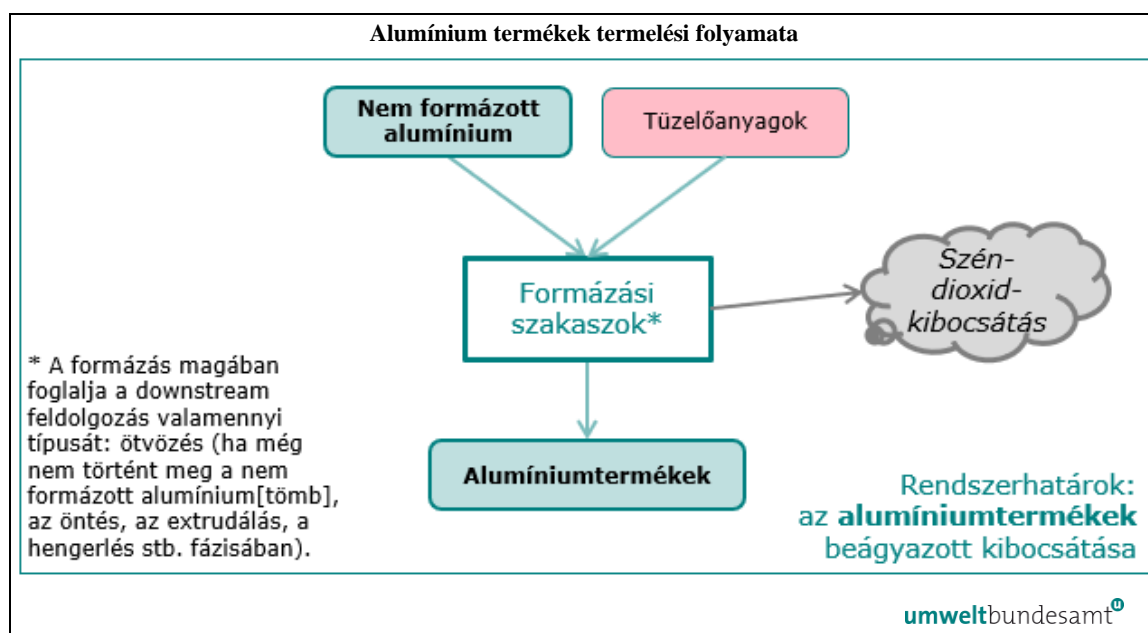 Alumínium termékek termelési folyamata
Nem formázott
alumínium
Tüzelőanyagok
Formázási
szakaszok*
Szén-
dioxid-
kibocsátás
* A formázás magában
foglalja a downstream
feldolgozás valamennyi
típusát: ötvözés (ha még
nem történt meg a nem
formázott alumínium[tömb],
az öntés, az extrudálás, a
hengerlés stb. fázisában).
Alumíniumtermékek
Rendszerhatárok:
az alumíniumtermékek
beágyazott kibocsátása
umweltbundesamt